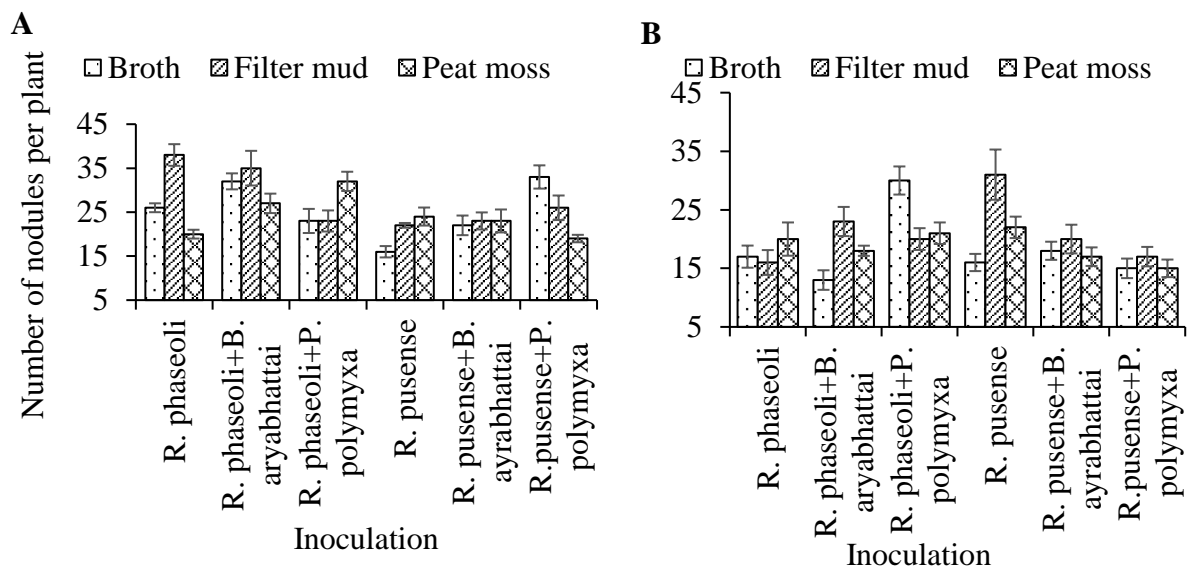 A
Number of nodules per plant
Broth Filter mud Peat moss
45
35
25
15
5
R. phaseoli
R. phaseoli+B.
aryabhattai
R. phaseoli+P.
polymyxa
R. pusense
R. pusense+B.
ayrabhattai
R.pusense+P.
polymyxa
Inoculation
B
Broth Filter mud Peat moss
45
35
25
15
5
R. phaseoli
R. phaseoli+B.
aryabhattai
R. phaseoli+P.
polymyxa
R. pusense
R. pusense+B.
ayrabhattai
R.pusense+P.
polymyxa
Inoculation